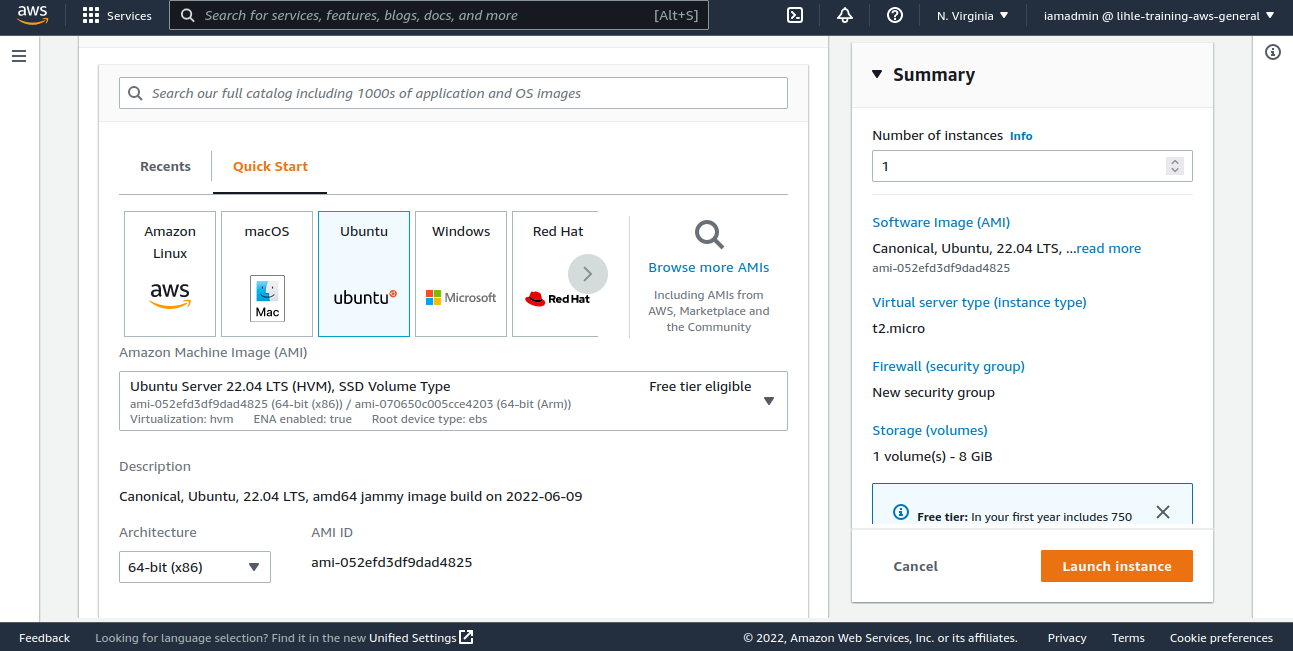 aws
Services
Search for services, features, blogs, docs, and more
[Alt+S]
N. Virginia
iamadmin @ lihle-training-aws-general
Search our full catalog including 1000s of application and OS images
Recents
Quick Start
Amazon
Linux
aws
macOS
Mac
Ubuntu
ubuntu
Windows
Microsoft
Red Hat
Red Hat
Browse more AMIs
Including AMIs from
AWS, Marketplace and
the Community
Amazon Machine Image (AMI)
Ubuntu Server 22.04 LTS (HVM), SSD Volume Type
Free tier eligible
ami-052efd3df9dad4825 (64-bit (x86)) / ami-070650c005cce4203 (64-bit (Arm))
Virtualization: hvm ENA enabled: true Root device type: ebs
Description
Canonical, Ubuntu, 22.04 LTS, amd64 jammy image build on 2022-06-09
Architecture
AMI ID
64-bit (x86)
ami-052efd3df9dad4825
Summary
Number of instances Info
1
Software Image (AMI)
Canonical, Ubuntu, 22.04 LTS, ...read more
ami-052efd3df9dad4825
Virtual server type (instance type)
t2.micro
Firewall (security group)
New security group
Storage (volumes)
1 volume(s) - 8 GiB
Free tier: In your first year includes 750
Cancel
Launch instance
Feedback
Looking for language selection? Find it in the new Unified Settings
© 2022, Amazon Web Services, Inc. or its affiliates.
Privacy
Terms
Cookie preferences